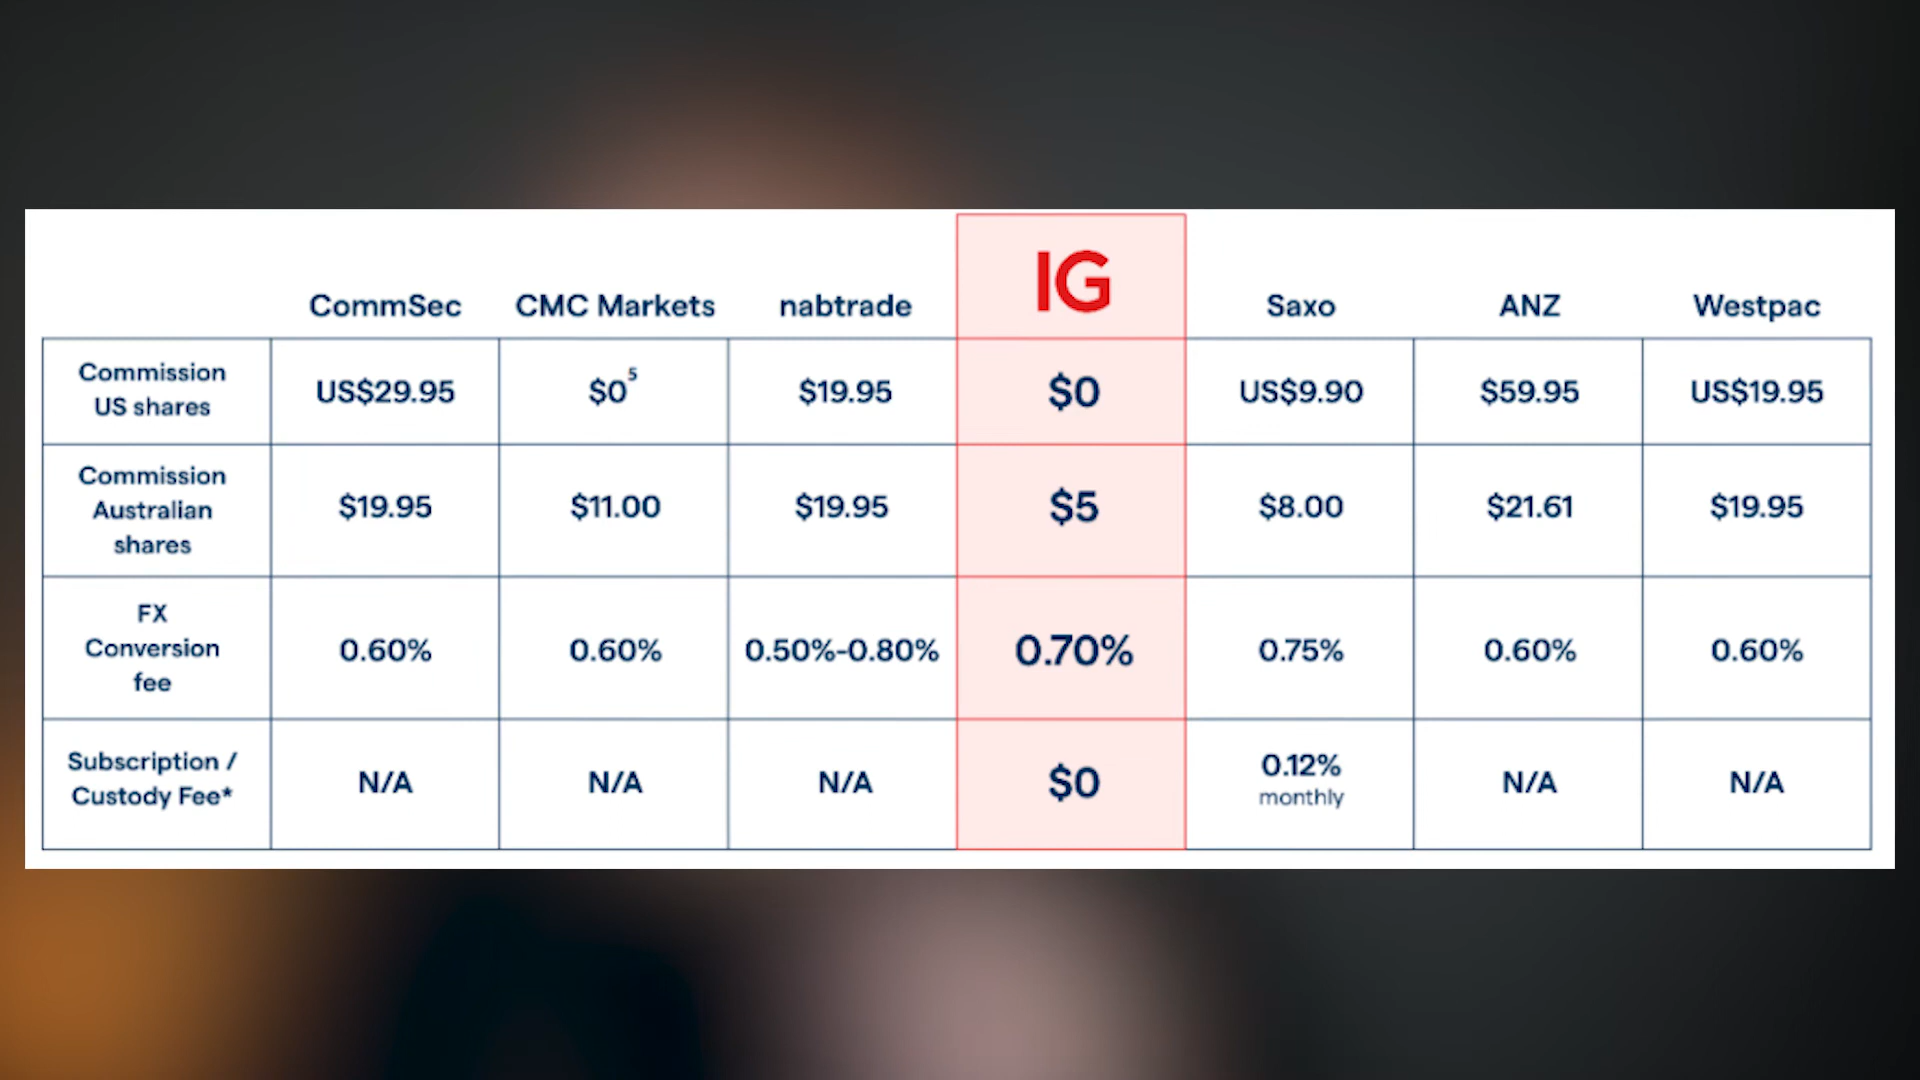 CommSec CMC Markets nabtrade IG Saxo ANZ Westpac
Commission
US shares
US$29.95 $0⁵ $19.95 $0 US$9.90 $59.95 US$19.95
Commission
Australian
shares
$19.95 $11.00 $19.95 $5 $8.00 $21.61 $19.95
FX
Conversion
fee
0.60% 0.60% 0.50%-0.80% 0.70% 0.75% 0.60% 0.60%
Subscription /
Custody Fee*
N/A N/A N/A $0 0.12%
monthly
N/A N/A